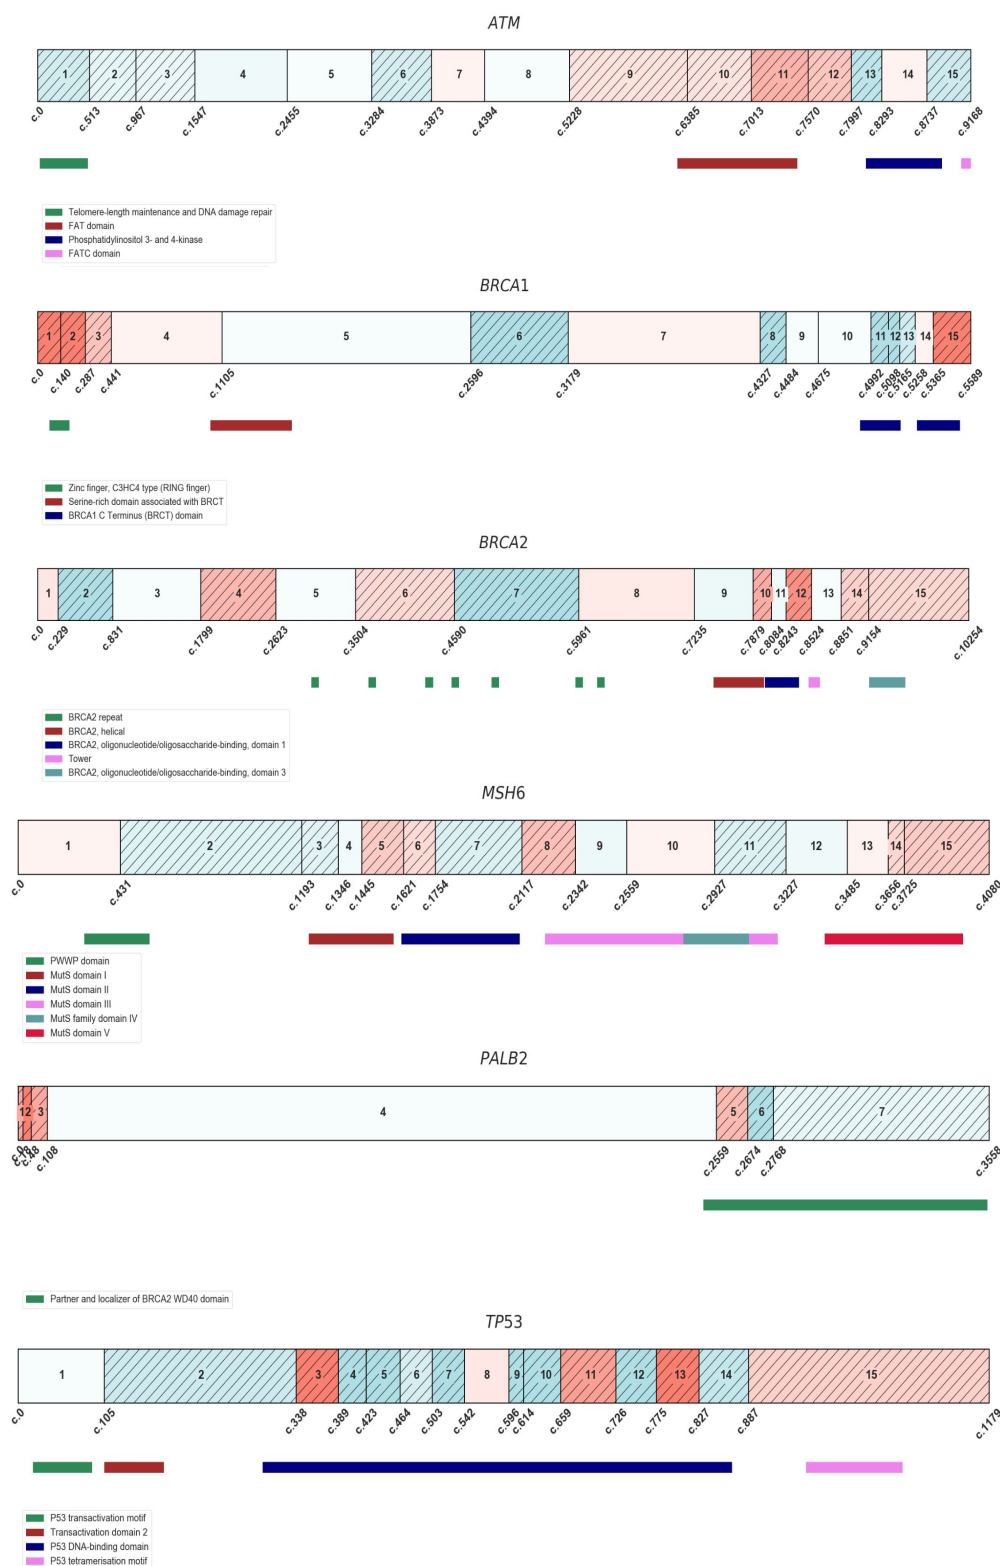 ATM
1 2 3 4 5 6 7 8 9 10 11 12 13 14 15
c.0 c.513 c.967 c.1547 c.2455 c.3284 c.3873 c.4394 c.5228 c.6385 c.7013 c.7570 c.7997 c.8293 c.8737 c.9168
Telomere-length maintenance and DNA damage repair
FAT domain
Phosphatidylinositol 3- and 4-kinase
FATC domain
BRCA1
1 2 3 4 5 6 7 8 9 10 11 12 13 14 15
c.0 c.140 c.287 c.441 c.1105 c.2596 c.3179 c.4327 c.4484 c.4675 c.4992 c.5098 c.5165 c.5258 c.5365 c.5589
Zinc finger, C3HC4 type (RING finger)
Serine-rich domain associated with BRCT
BRCA1 C Terminus (BRCT) domain
BRCA2
1 2 3 4 5 6 7 8 9 10 11 12 13 14 15
c.0 c.229 c.831 c.1799 c.2623 c.3504 c.4590 c.5961 c.7235 c.7879 c.8084 c.8243 c.8524 c.8851 c.9154 c.10254
BRCA2 repeat
BRCA2, helical
BRCA2, oligonucleotide/oligosaccharide-binding, domain 1
Tower
BRCA2, oligonucleotide/oligosaccharide-binding, domain 3
MSH6
1 2 3 4 5 6 7 8 9 10 11 12 13 14 15
c.0 c.431 c.1193 c.1346 c.1445 c.1621 c.1754 c.2117 c.2342 c.2559 c.2927 c.3227 c.3485 c.3656 c.3725 c.4080
PWWP domain
MutS domain I
MutS domain II
MutS domain III
MutS family domain IV
MutS domain V
PALB2
1 2 3 4 5 6 7
c.0 c.48 c.108 c.2559 c.2674 c.2768 c.3558
Partner and localizer of BRCA2 WD40 domain
TP53
1 2 3 4 5 6 7 8 9 10 11 12 13 14 15
c.0 c.105 c.338 c.389 c.423 c.464 c.503 c.542 c.596 c.614 c.659 c.726 c.775 c.827 c.887 c.1179
P53 transactivation motif
Transactivation domain 2
P53 DNA-binding domain
P53 tetramerisation motif